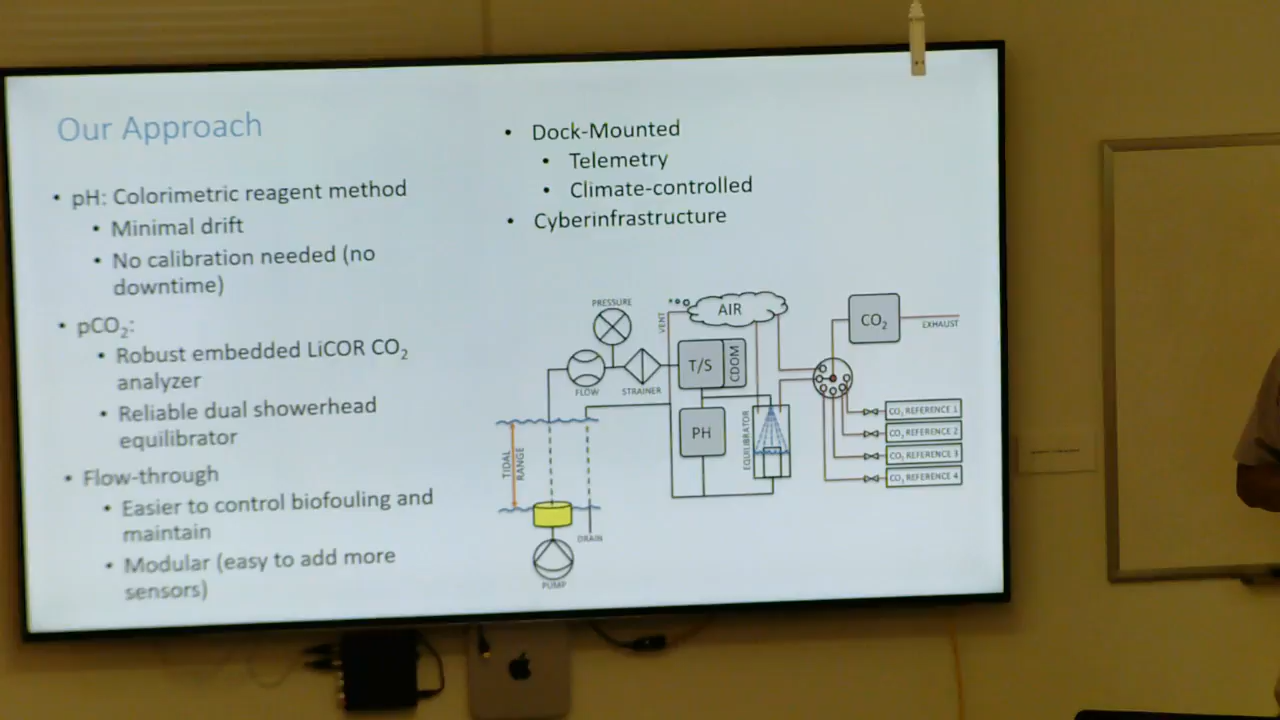 Our Approach
• pH: Colorimetric reagent method
• Minimal drift
• No calibration needed (no
downtime)
• pCO₂:
• Robust embedded LiCOR CO₂
analyzer
• Reliable dual showerhead
equilibrator
• Flow-through
• Easier to control biofouling and
maintain
• Modular (easy to add more
sensors)
• Dock-Mounted
• Telemetry
• Climate-controlled
• Cyberinfrastructure
PRESSURE
VENT
AIR
CO₂
EXHAUST
FLOW
STRAINER
T/S
CDOM
PH
EQUILIBRATOR
CO₂ REFERENCE 1
CO₂ REFERENCE 2
CO₂ REFERENCE 3
CO₂ REFERENCE 4
TIDAL
RANGE
DRAIN
PUMP